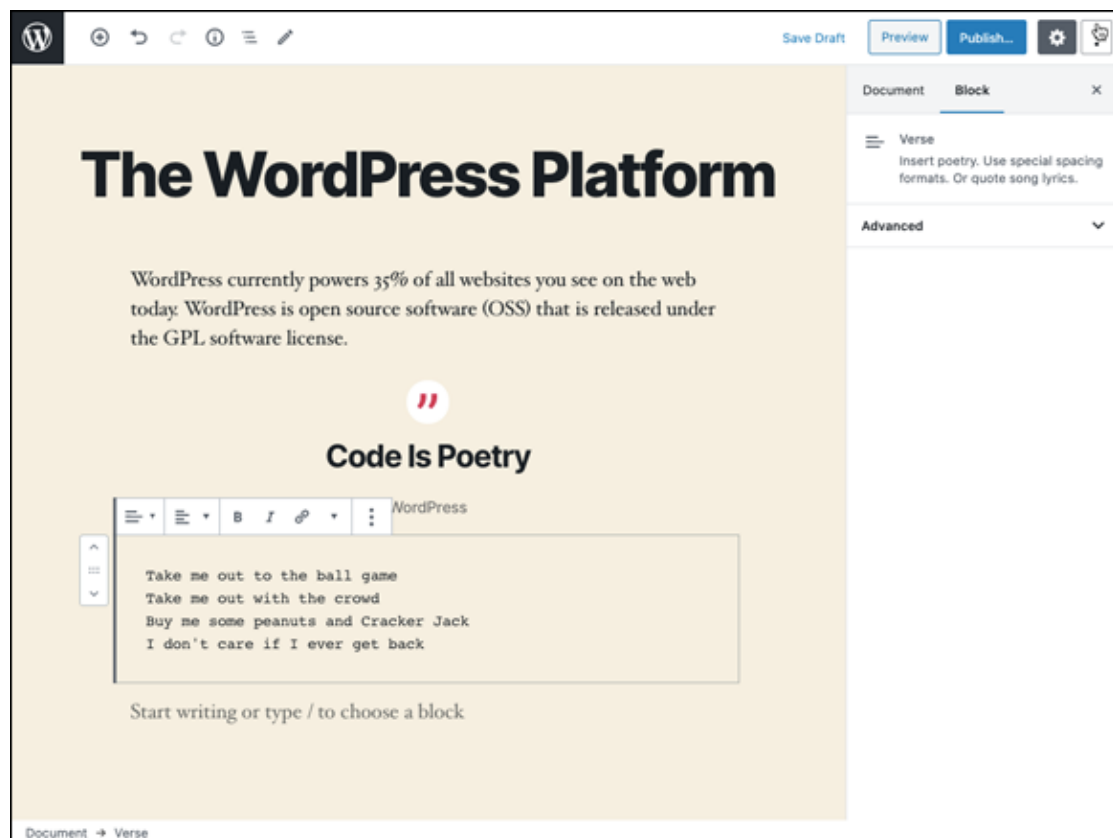 Save Draft
Preview
Publish...
Document
Block
Verse
Insert poetry. Use special spacing
formats. Or quote song lyrics.
Advanced
The WordPress Platform
WordPress currently powers 35% of all websites you see on the web
today. WordPress is open source software (OSS) that is released under
the GPL software license.
Code Is Poetry
WordPress
B I
Take me out to the ball game
Take me out with the crowd
Buy me some peanuts and Cracker Jack
I don't care if I ever get back
Start writing or type / to choose a block
Document → Verse